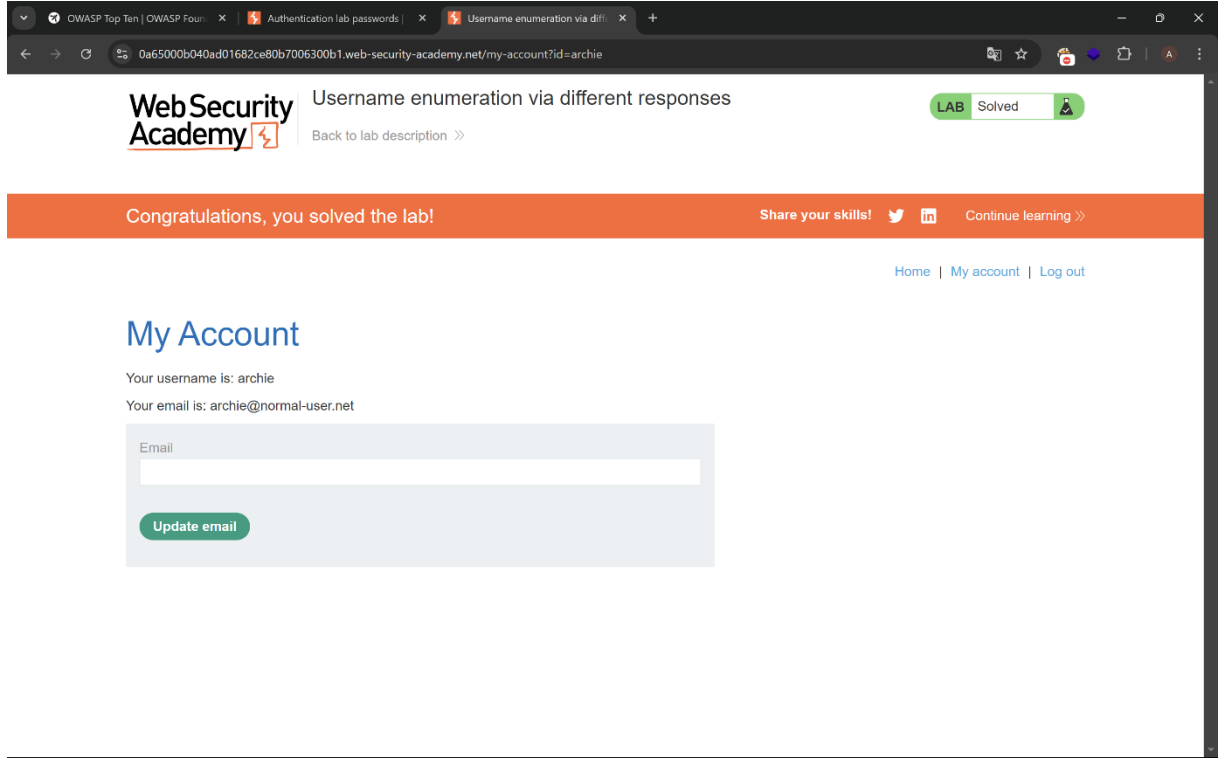 OWASP Top Ten | OWASP Foun
Authentication lab passwords |
Username enumeration via diff
0a65000b040ad01682ce80b7006300b1.web-security-academy.net/my-account?id=archie
A
Web Security
Academy
Username enumeration via different responses
Back to lab description
LAB Solved
Congratulations, you solved the lab!
Share your skills!
in
Continue learning
Home | My account | Log out
My Account
Your username is: archie
Your email is: archie@normal-user.net
Email
Update email